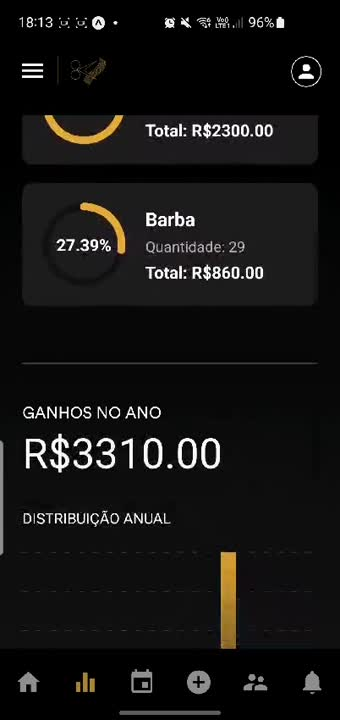 18:13 96%
Total: R$2300.00
Barba
27.39%
Quantidade: 29
Total: R$860.00
GANHOS NO ANO
R$3310.00
DISTRIBUIÇÃO ANUAL